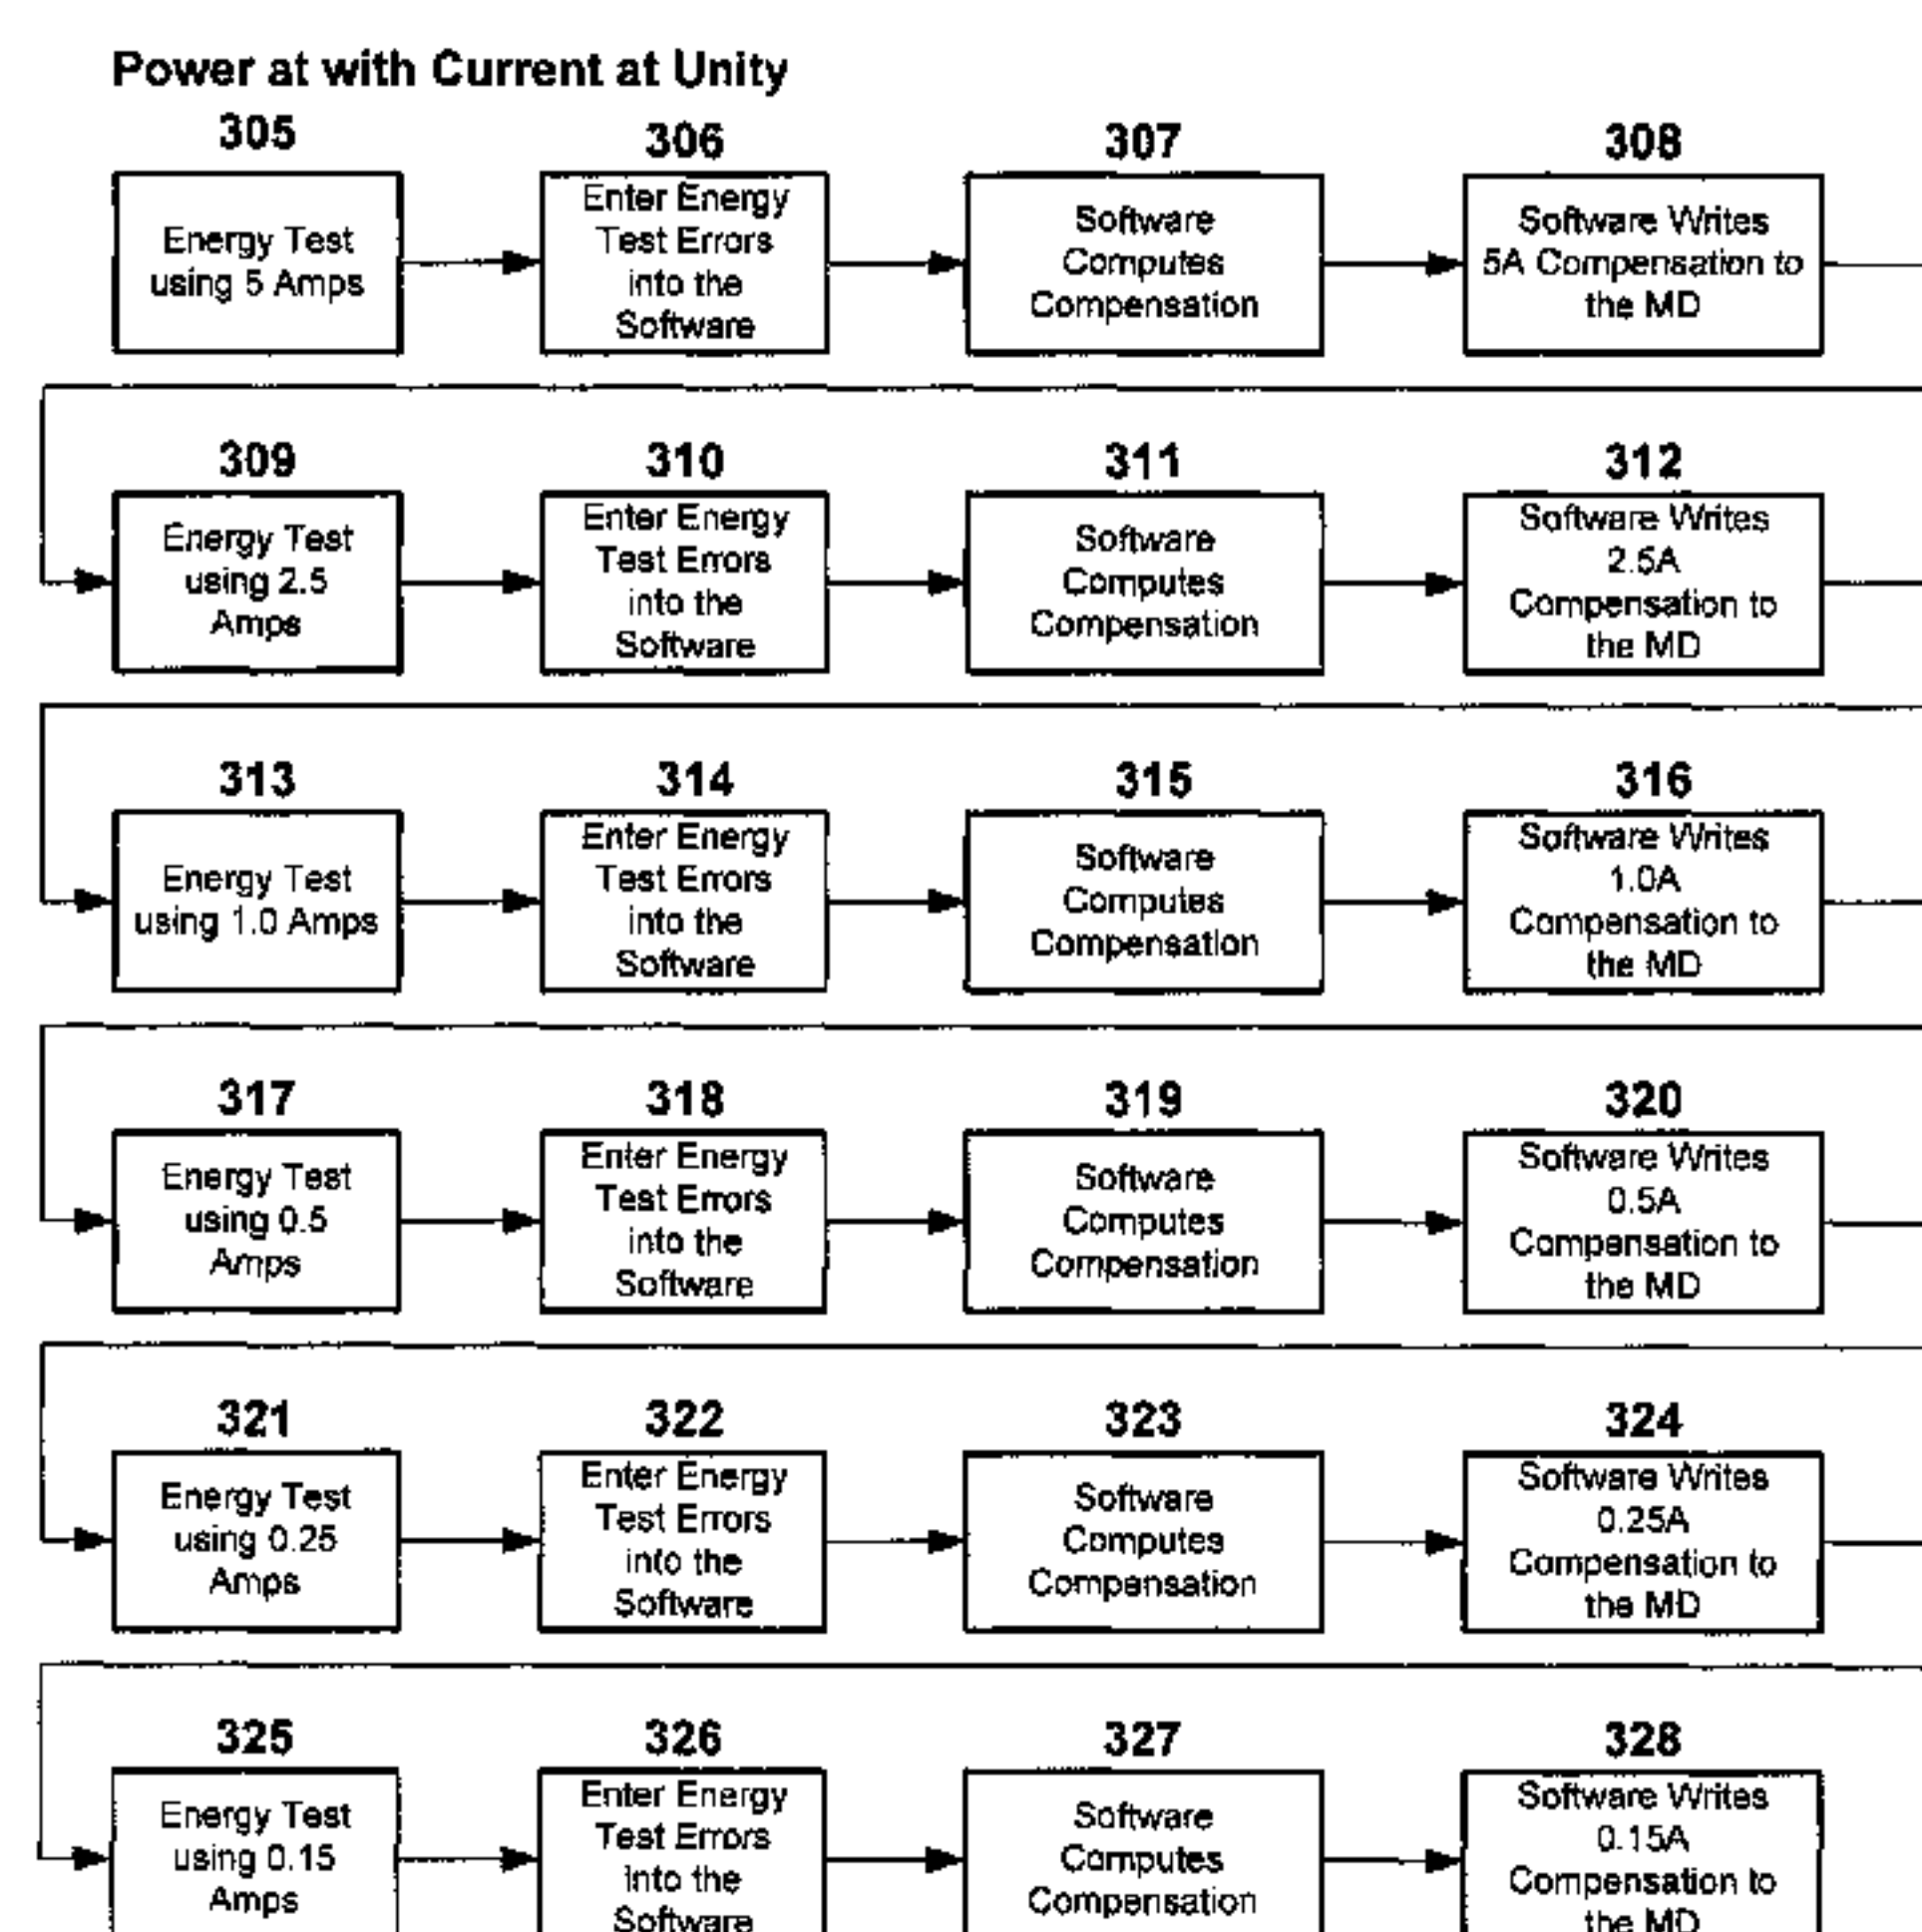 Power at with Current at Unity
305
306
307
308
Energy Test
using 5 Amps
Enter Energy
Test Errors
into the
Software
Software
Computes
Compensation
Software Writes
5A Compensation to
the MD
309
310
311
312
Energy Test
using 2.5
Amps
Enter Energy
Test Errors
into the
Software
Software
Computes
Compensation
Software Writes
2.5A
Compensation to
the MD
313
314
315
316
Energy Test
using 1.0 Amps
Enter Energy
Test Errors
into the
Software
Software
Computes
Compensation
Software Writes
1.0A
Compensation to
the MD
317
318
319
320
Energy Test
using 0.5
Amps
Enter Energy
Test Errors
into the
Software
Software
Computes
Compensation
Software Writes
0.5A
Compensation to
the MD
321
322
323
324
Energy Test
using 0.25
Amps
Enter Energy
Test Errors
into the
Software
Software
Computes
Compensation
Software Writes
0.25A
Compensation to
the MD
325
326
327
328
Energy Test
using 0.15
Amps
Enter Energy
Test Errors
into the
Software
Software
Computes
Compensation
Software Writes
0.15A
Compensation to
the MD